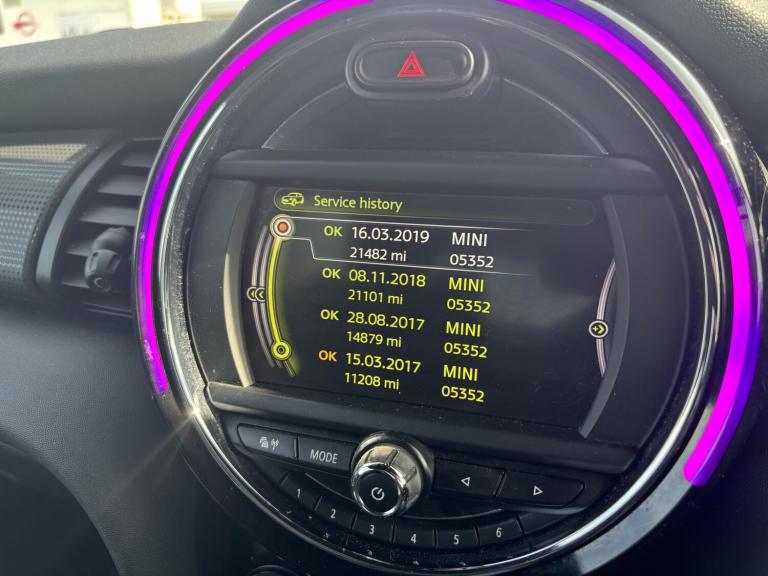 Service history
OK 16.03.2019 MINI
21482 mi 05352
OK 08.11.2018 MINI
21101 mi 05352
OK 28.08.2017 MINI
14879 mi 05352
OK 15.03.2017 MINI
11208 mi 05352
MODE
1 2 3 4 5 6